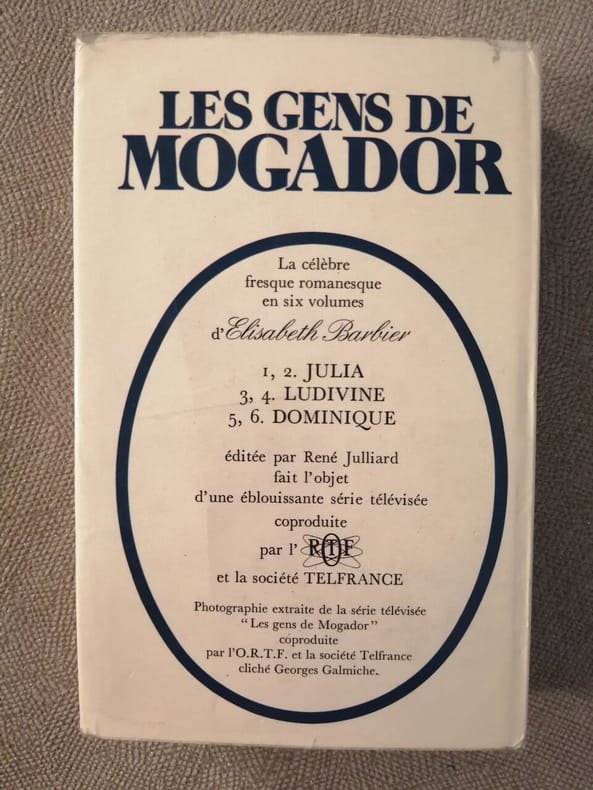 LES GENS DE
MOGADOR
La célèbre
fresque romanesque
en six volumes
d'Elisabeth Barbier
1, 2. JULIA
3, 4. LUDIVINE
5, 6. DOMINIQUE
éditée par René Julliard
fait l'objet
d'une éblouissante série télévisée
coproduite
par l'ORTF
et la société TELFRANCE
Photographie extraite de la série télévisée
“Les gens de Mogador”
coproduite
par l'O.R.T.F. et la société Telfrance
cliché Georges Galmiche.